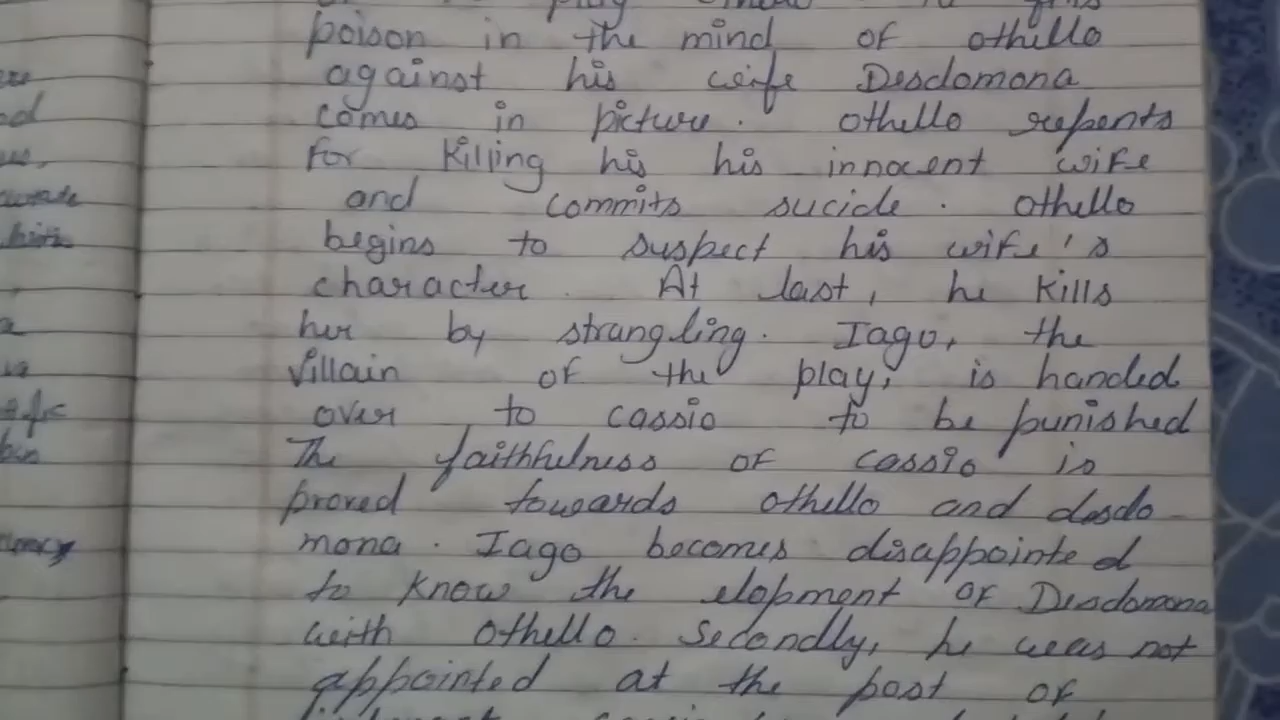 poison in the mind of othello
against his wife Desdomona
comes in picture. Othello repents
for killing his his innocent wife
and commits sucide. Othello
begins to suspect his wife's
character. At last, he kills
her by strangling. Iago, the
villain of the play, is handed
over to cassio to be punished
The faithfulness of cassio is
proved towards othello and desdo
mona. Iago becomes disappointed
to know the elopment of Desdomona
with Othello. Secondly, he was not
appointed at the post of